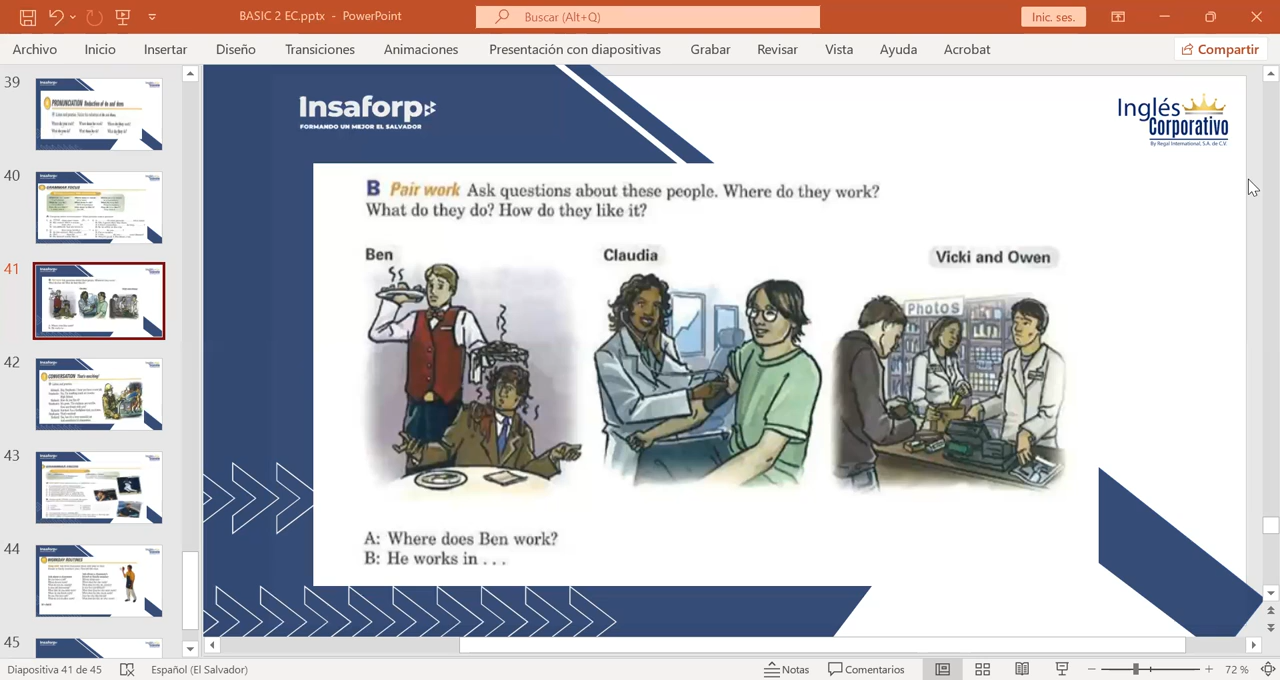 BASIC 2 EC.pptx - PowerPoint
Buscar (Alt+Q)
Inic. ses.
Archivo Inicio Insertar Diseño Transiciones Animaciones Presentación con diapositivas Grabar Revisar Vista Ayuda Acrobat
Compartir
39
40
41
42
43
44
45
Insaforp
FORMANDO UN MEJOR EL SALVADOR
Inglés
Corporativo
By Regal International, S.A. de C.V.
B Pair work Ask questions about these people. Where do they work?
What do they do? How do they like it?
Ben
Claudia
Vicki and Owen
Photos
A: Where does Ben work?
B: He works in . . .
Diapositiva 41 de 45
Español (El Salvador)
Notas
Comentarios
72 %